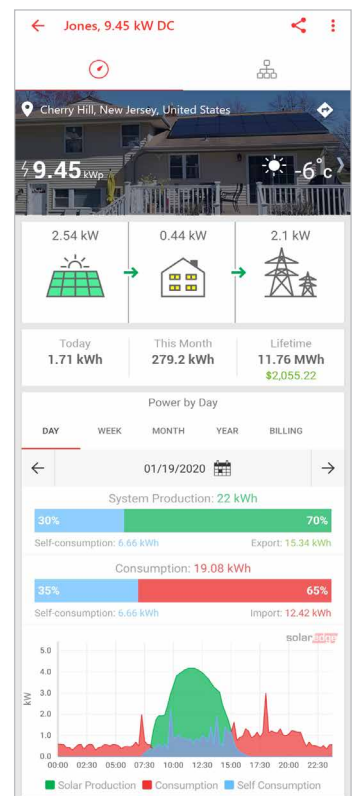 Jones, 9.45 kW DC
Cherry Hill, New Jersey, United States
9.45 kWp
-6°c
2.54 kW 0.44 kW 2.1 kW
Today This Month Lifetime
1.71 kWh 279.2 kWh 11.76 MWh
$2,055.22
Power by Day
DAY WEEK MONTH YEAR BILLING
01/19/2020
System Production: 22 kWh
30% 70%
Self-consumption: 6.66 kWh Export: 15.34 kWh
Consumption: 19.08 kWh
35% 65%
Self-consumption: 6.66 kWh Import: 12.42 kWh
solaredge
5.0
4.0
3.0
kW
2.0
1.0
0.0
00:00 02:30 05:00 07:30 10:00 12:30 15:00 17:30 20:00 22:30
Solar Production Consumption Self Consumption